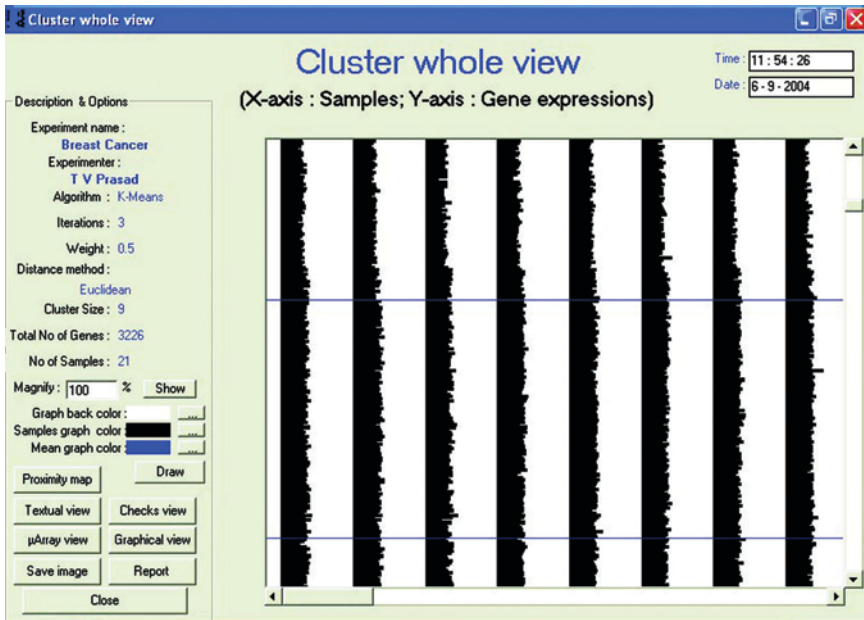 Cluster whole view
Cluster whole view
(X-axis : Samples; Y-axis : Gene expressions)
Time : 11 : 54 : 26
Date : 6 - 9 - 2004
Description & Options
Experiment name :
Breast Cancer
Experimenter :
T V Prasad
Algorithm : K-Means
Iterations : 3
Weight : 0.5
Distance method :
Euclidean
Cluster Size : 9
Total No of Genes : 3226
No of Samples : 21
Magnify : 100 % Show
Graph back color : ...
Samples graph color : ...
Mean graph color : ...
Draw
Proximity map
Textual view Checks view
µArray view Graphical view
Save image Report
Close